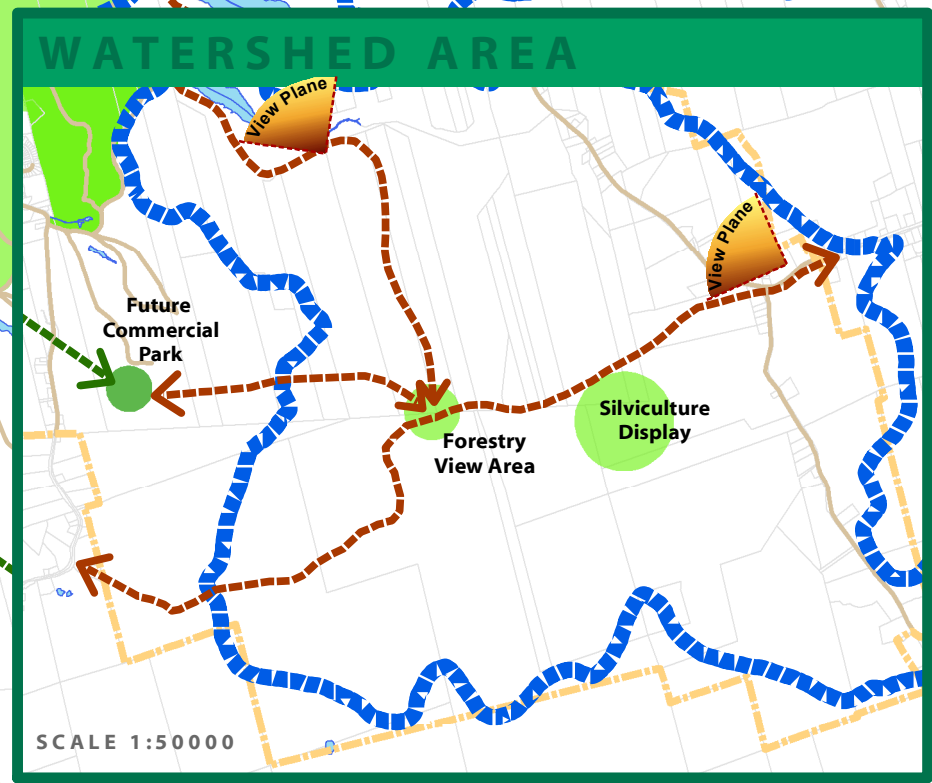 WATERSHED AREA
View Plane
View Plane
Future
Commercial
Park
Silviculture
Display
Forestry
View Area
SCALE 1:50000